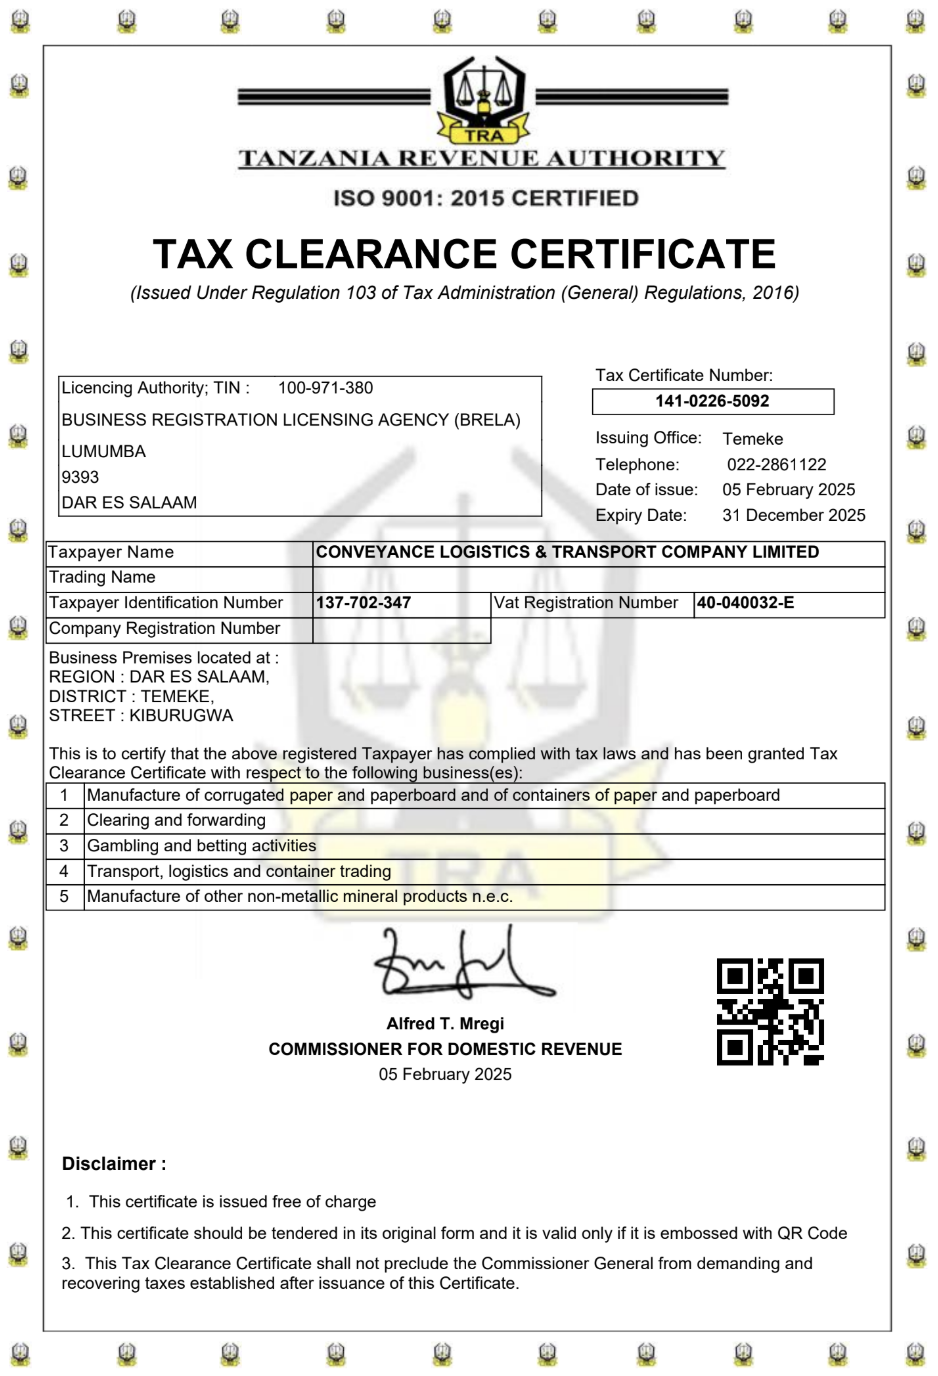 TRA
TANZANIA REVENUE AUTHORITY
ISO 9001: 2015 CERTIFIED
TAX CLEARANCE CERTIFICATE
(Issued Under Regulation 103 of Tax Administration (General) Regulations, 2016)
Licencing Authority; TIN : 100-971-380
BUSINESS REGISTRATION LICENSING AGENCY (BRELA)
LUMUMBA
9393
DAR ES SALAAM
Tax Certificate Number:
141-0226-5092
Issuing Office: Temeke
Telephone: 022-2861122
Date of issue: 05 February 2025
Expiry Date: 31 December 2025
Taxpayer Name CONVEYANCE LOGISTICS & TRANSPORT COMPANY LIMITED
Trading Name
Taxpayer Identification Number 137-702-347 Vat Registration Number 40-040032-E
Company Registration Number
Business Premises located at :
REGION : DAR ES SALAAM,
DISTRICT : TEMEKE,
STREET : KIBURUGWA
This is to certify that the above registered Taxpayer has complied with tax laws and has been granted Tax
Clearance Certificate with respect to the following business(es):
1 Manufacture of corrugated paper and paperboard and of containers of paper and paperboard
2 Clearing and forwarding
3 Gambling and betting activities
4 Transport, logistics and container trading
5 Manufacture of other non-metallic mineral products n.e.c.
TRA
Alfred T. Mregi
COMMISSIONER FOR DOMESTIC REVENUE
05 February 2025
Disclaimer :
1. This certificate is issued free of charge
2. This certificate should be tendered in its original form and it is valid only if it is embossed with QR Code
3. This Tax Clearance Certificate shall not preclude the Commissioner General from demanding and
recovering taxes established after issuance of this Certificate.